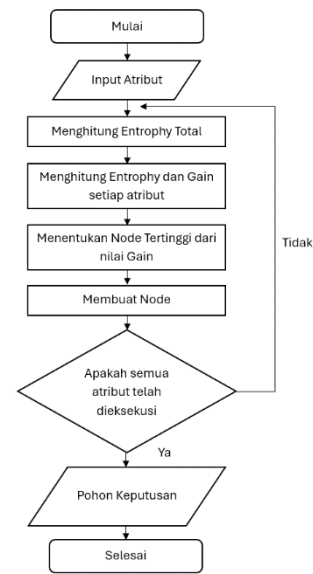 Mulai
Input Atribut
Menghitung Entrophy Total
Menghitung Entrophy dan Gain
setiap atribut
Menentukan Node Tertinggi dari
nilai Gain
Tidak
Membuat Node
Apakah semua
atribut telah
dieksekusi
Ya
Pohon Keputusan
Selesai